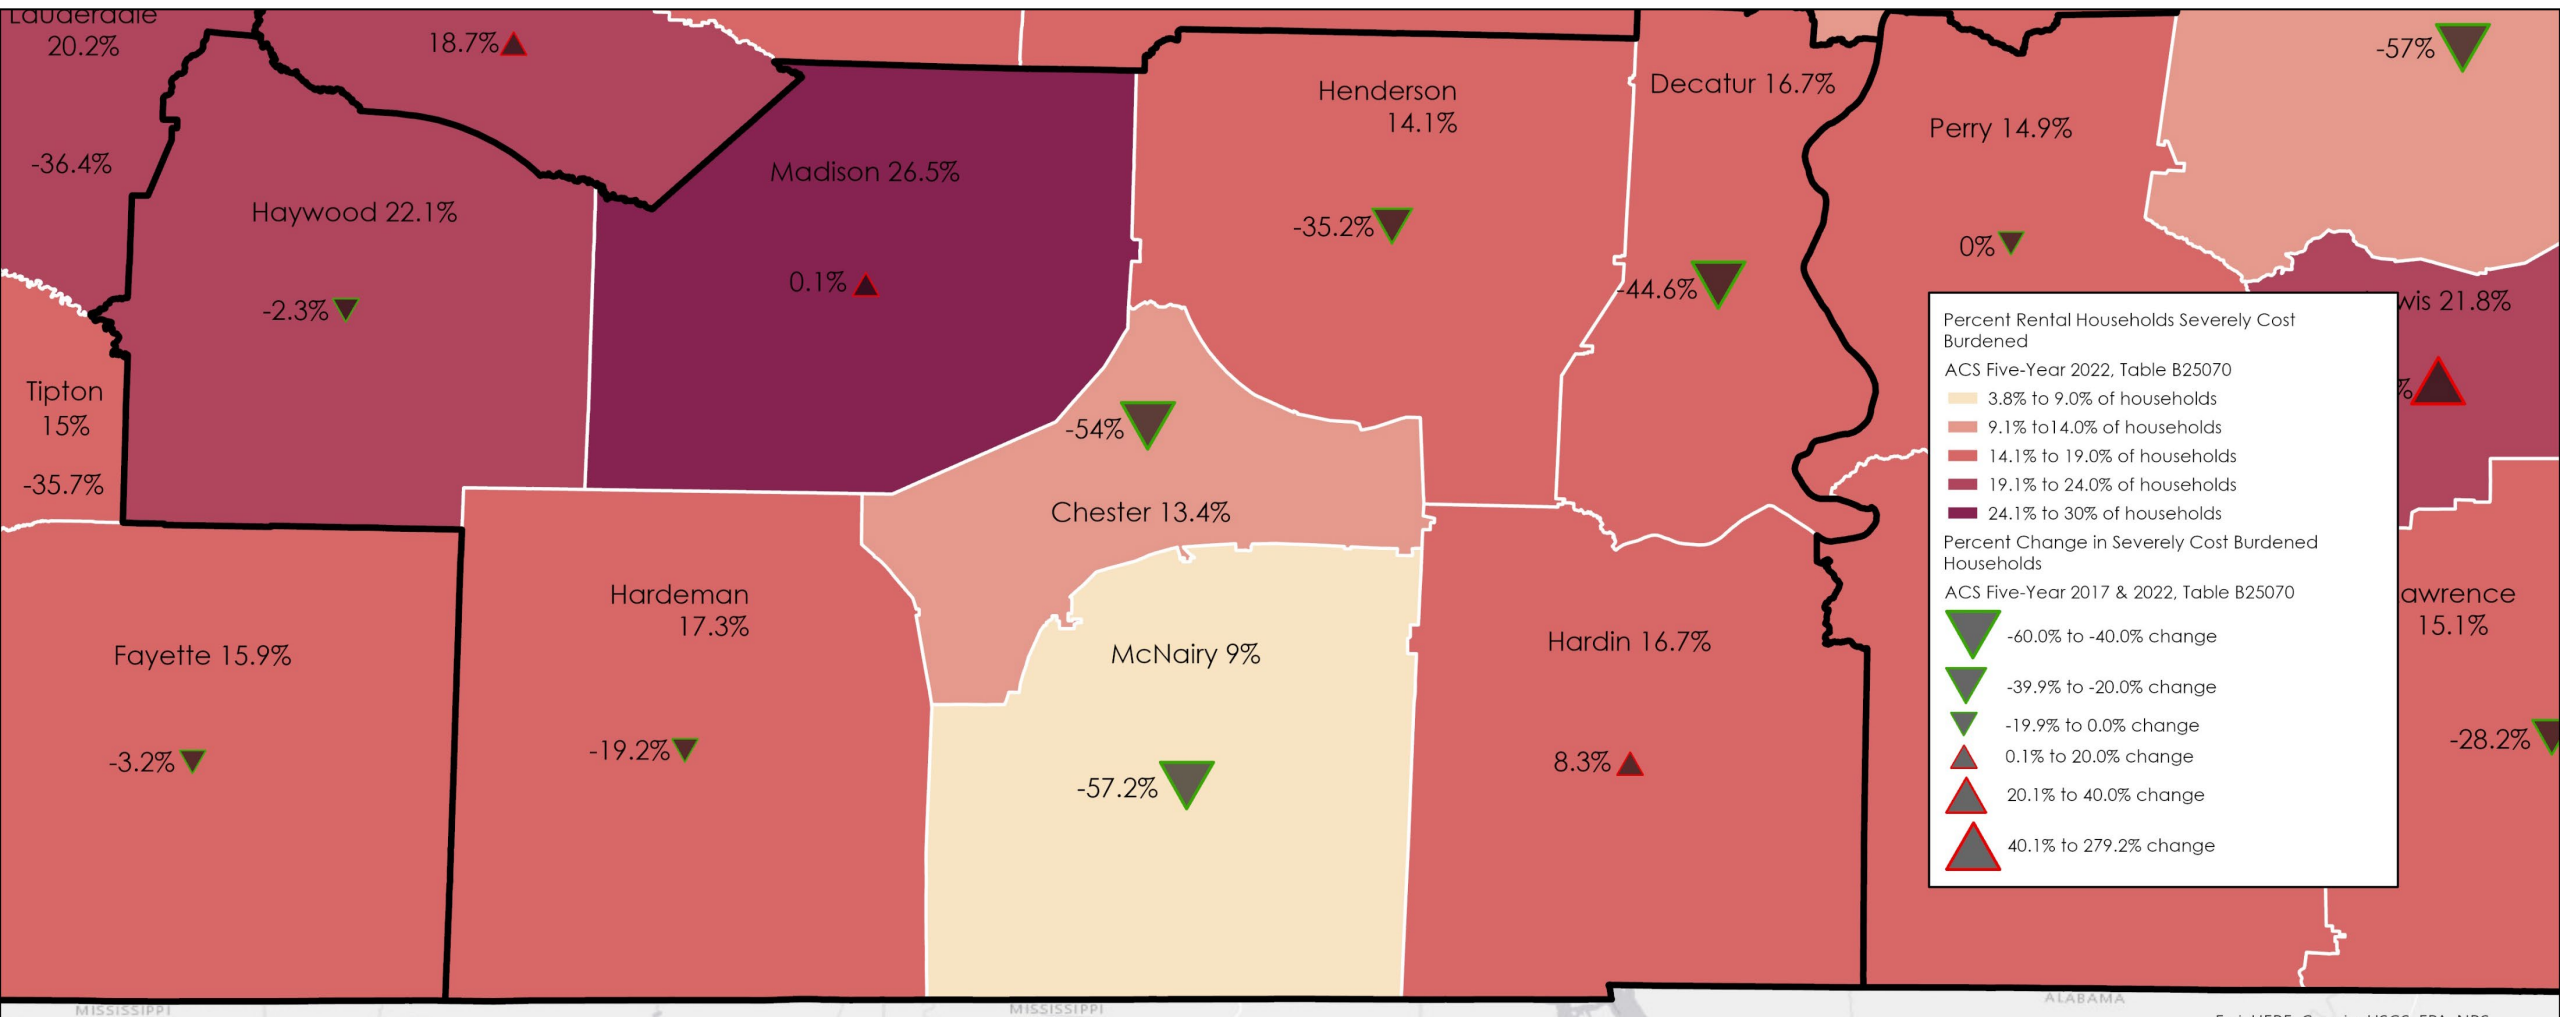 Lauderdale
20.2%
18.7%
-57%
Henderson
14.1%
Decatur 16.7%
Perry 14.9%
-36.4%
Madison 26.5%
Haywood 22.1%
-35.2%
0%
0.1%
-44.6%
-2.3%
wis 21.8%
Tipton
15%
-35.7%
-54%
%
Chester 13.4%
Hardeman
17.3%
Fayette 15.9%
McNairy 9%
Hardin 16.7%
awrence
15.1%
-3.2%
-19.2%
-57.2%
8.3%
-28.2%
Percent Rental Households Severely Cost
Burdened
ACS Five-Year 2022, Table B25070
3.8% to 9.0% of households
9.1% to14.0% of households
14.1% to 19.0% of households
19.1% to 24.0% of households
24.1% to 30% of households
Percent Change in Severely Cost Burdened
Households
ACS Five-Year 2017 & 2022, Table B25070
-60.0% to -40.0% change
-39.9% to -20.0% change
-19.9% to 0.0% change
0.1% to 20.0% change
20.1% to 40.0% change
40.1% to 279.2% change
MISSISSIPPI
MISSISSIPPI
ALABAMA